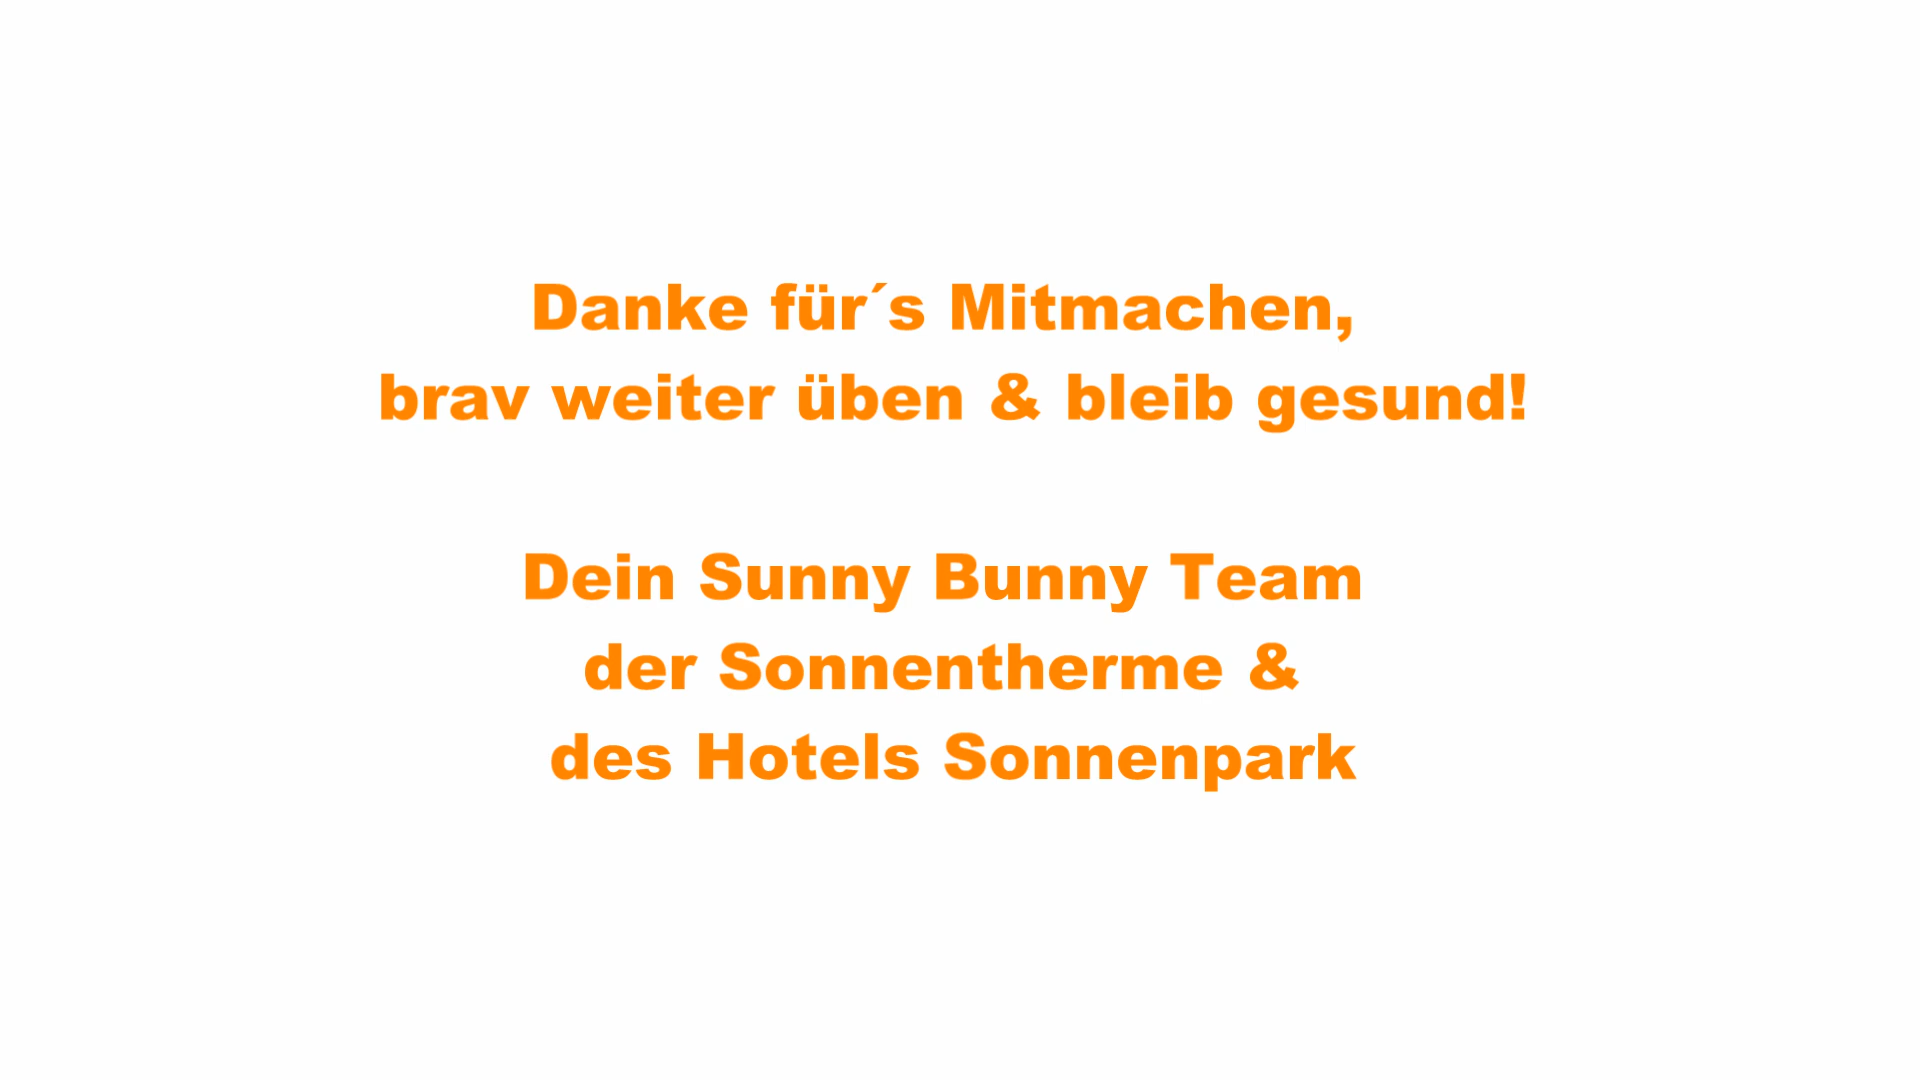 Danke für´s Mitmachen,
brav weiter üben & bleib gesund!
Dein Sunny Bunny Team
der Sonnentherme &
des Hotels Sonnenpark